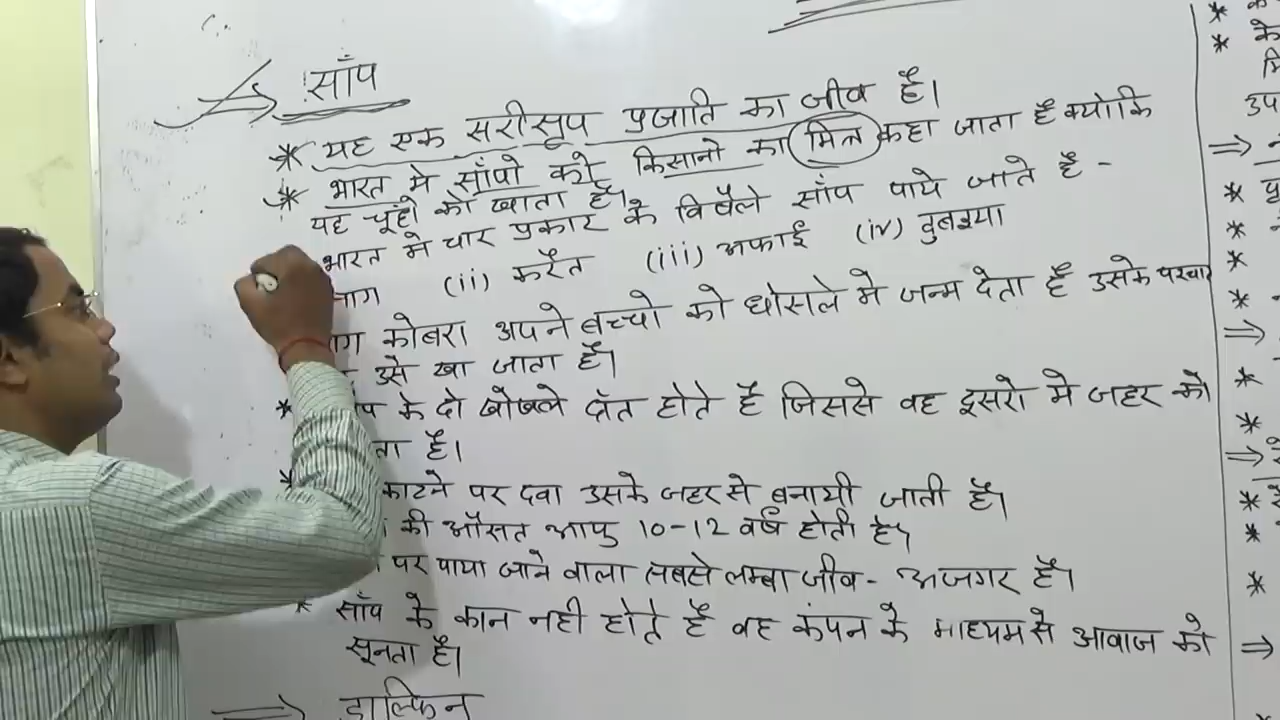 साँप
* यह एक सरीसृप प्रजाति का जीव है।
* भारत मे साँपो को किसानो का मित्र कहा जाता है क्योकि
यह चूहो को खाता है।
भारत मे चार प्रकार के विषैले साँप पाये जाते है -
नाग (ii) करैत (iii) अफाई (iv) दुबइया
नाग कोबरा अपने बच्चो को घोसले मे जन्म देता है उसके पश्चात
उसे खा जाता है।
* के दो खोखले दाँत होते है जिससे वह दूसरो मे जहर को
ता है।
* काटने पर दवा उसके जहर से बनायी जाती है।
की औसत आयु 10-12 वर्ष होती है।
पर पाया जाने वाला सबसे लम्बा जीव - अजगर है।
* साँप के कान नही होते है वह कंपन के माध्यम से आवाज को
सूनता है।
⇒ डाल्फिन